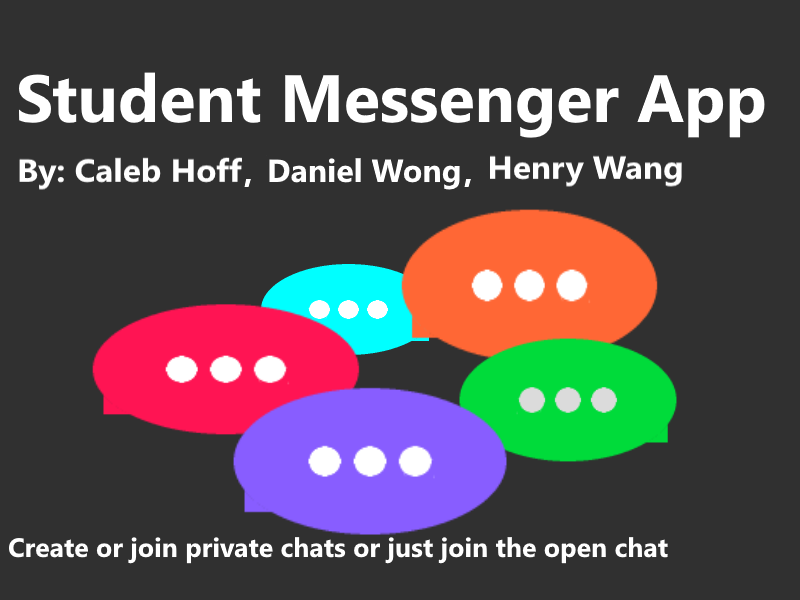 Student Messenger App
By: Caleb Hoff, Daniel Wong, Henry Wang
Create or join private chats or just join the open chat